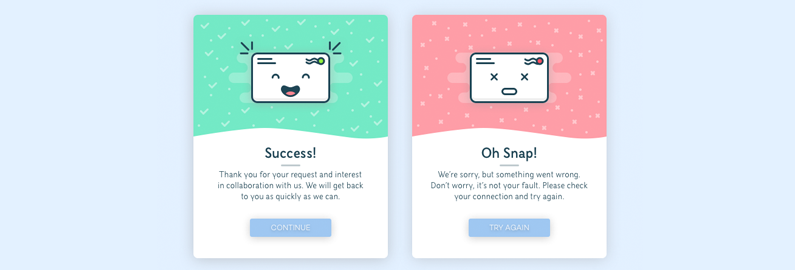 Success!
Thank you for your request and interest
in collaboration with us. We will get back
to you as quickly as we can.
CONTINUE
Oh Snap!
We're sorry, but something went wrong.
Don't worry, it's not your fault. Please check
your connection and try again.
TRY AGAIN